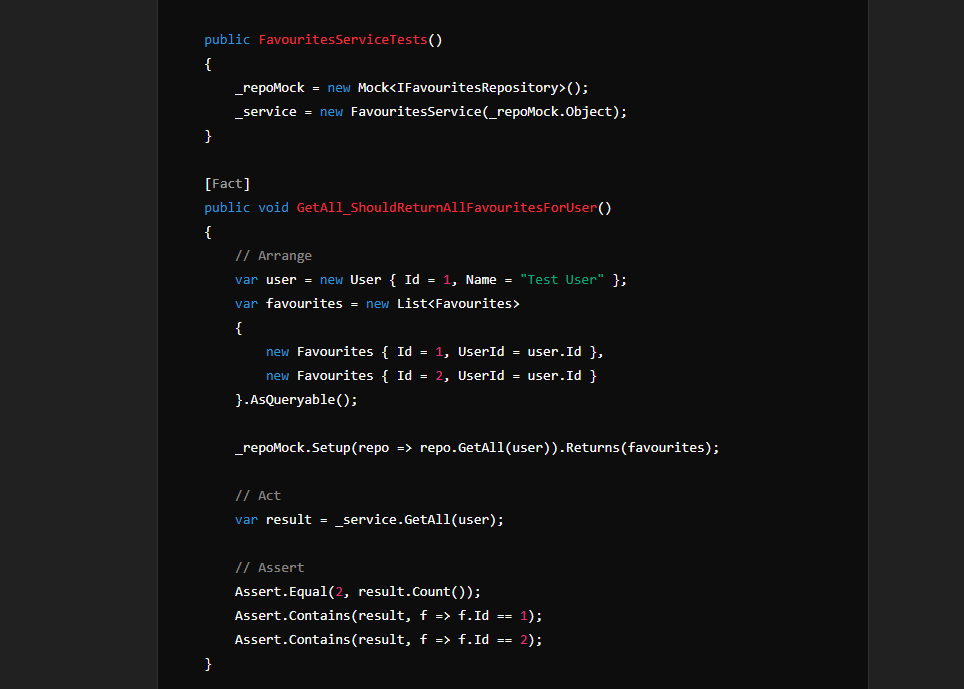 public FavouritesServiceTests()
{
    _repoMock = new Mock<IFavouritesRepository>();
    _service = new FavouritesService(_repoMock.Object);
}

[Fact]
public void GetAll_ShouldReturnAllFavouritesForUser()
{
    // Arrange
    var user = new User { Id = 1, Name = "Test User" };
    var favourites = new List<Favourites>
    {
        new Favourites { Id = 1, UserId = user.Id },
        new Favourites { Id = 2, UserId = user.Id }
    }.AsQueryable();

    _repoMock.Setup(repo => repo.GetAll(user)).Returns(favourites);

    // Act
    var result = _service.GetAll(user);

    // Assert
    Assert.Equal(2, result.Count());
    Assert.Contains(result, f => f.Id == 1);
    Assert.Contains(result, f => f.Id == 2);
}